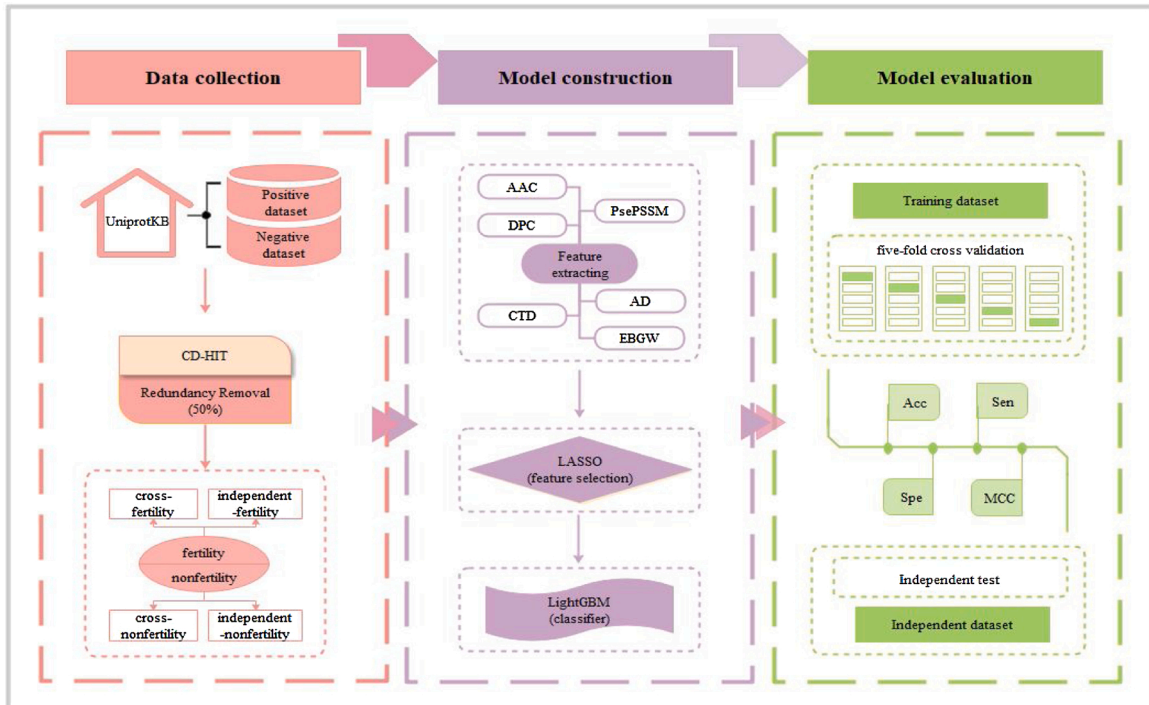 Data collection
Model construction
Model evaluation
UniprotKB
Positive
dataset
Negative
dataset
CD-HIT
Redundancy Removal
(50%)
cross-
fertility
independent
-fertility
fertility
nonfertility
cross-
nonfertility
independent
-nonfertility
AAC
PsePSSM
DPC
Feature
extracting
AD
CTD
EBGW
LASSO
(feature selection)
LightGBM
(classifier)
Training dataset
five-fold cross validation
Acc
Sen
Spe
MCC
Independent test
Independent dataset